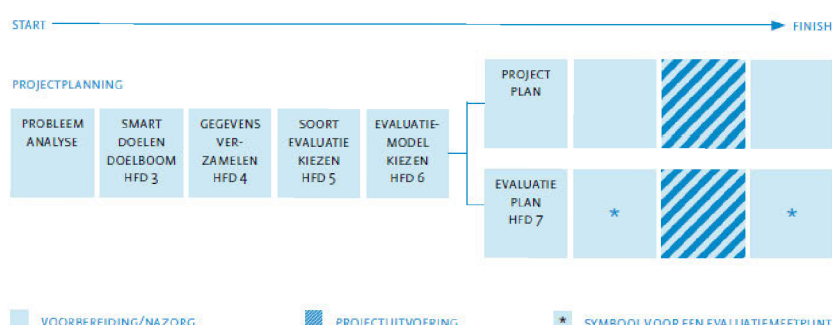 START
FINISH
PROJECTPLANNING
PROBLEEM
ANALYSE
SMART
DOELEN
DOELBOOM
HFD 3
GEGEVENS
VER-
ZAMELEN
HFD 4
SOORT
EVALUATIE
KIEZEN
HFD 5
EVALUATIE-
MODEL
KIEZEN
HFD 6
PROJECT
PLAN
EVALUATIE
PLAN
HFD 7
*
*
VOORBEREIDING/NAZORG
PROJECTUITVOERING
* SYMBOOL VOOR EEN EVALUATIEMEETPUNT